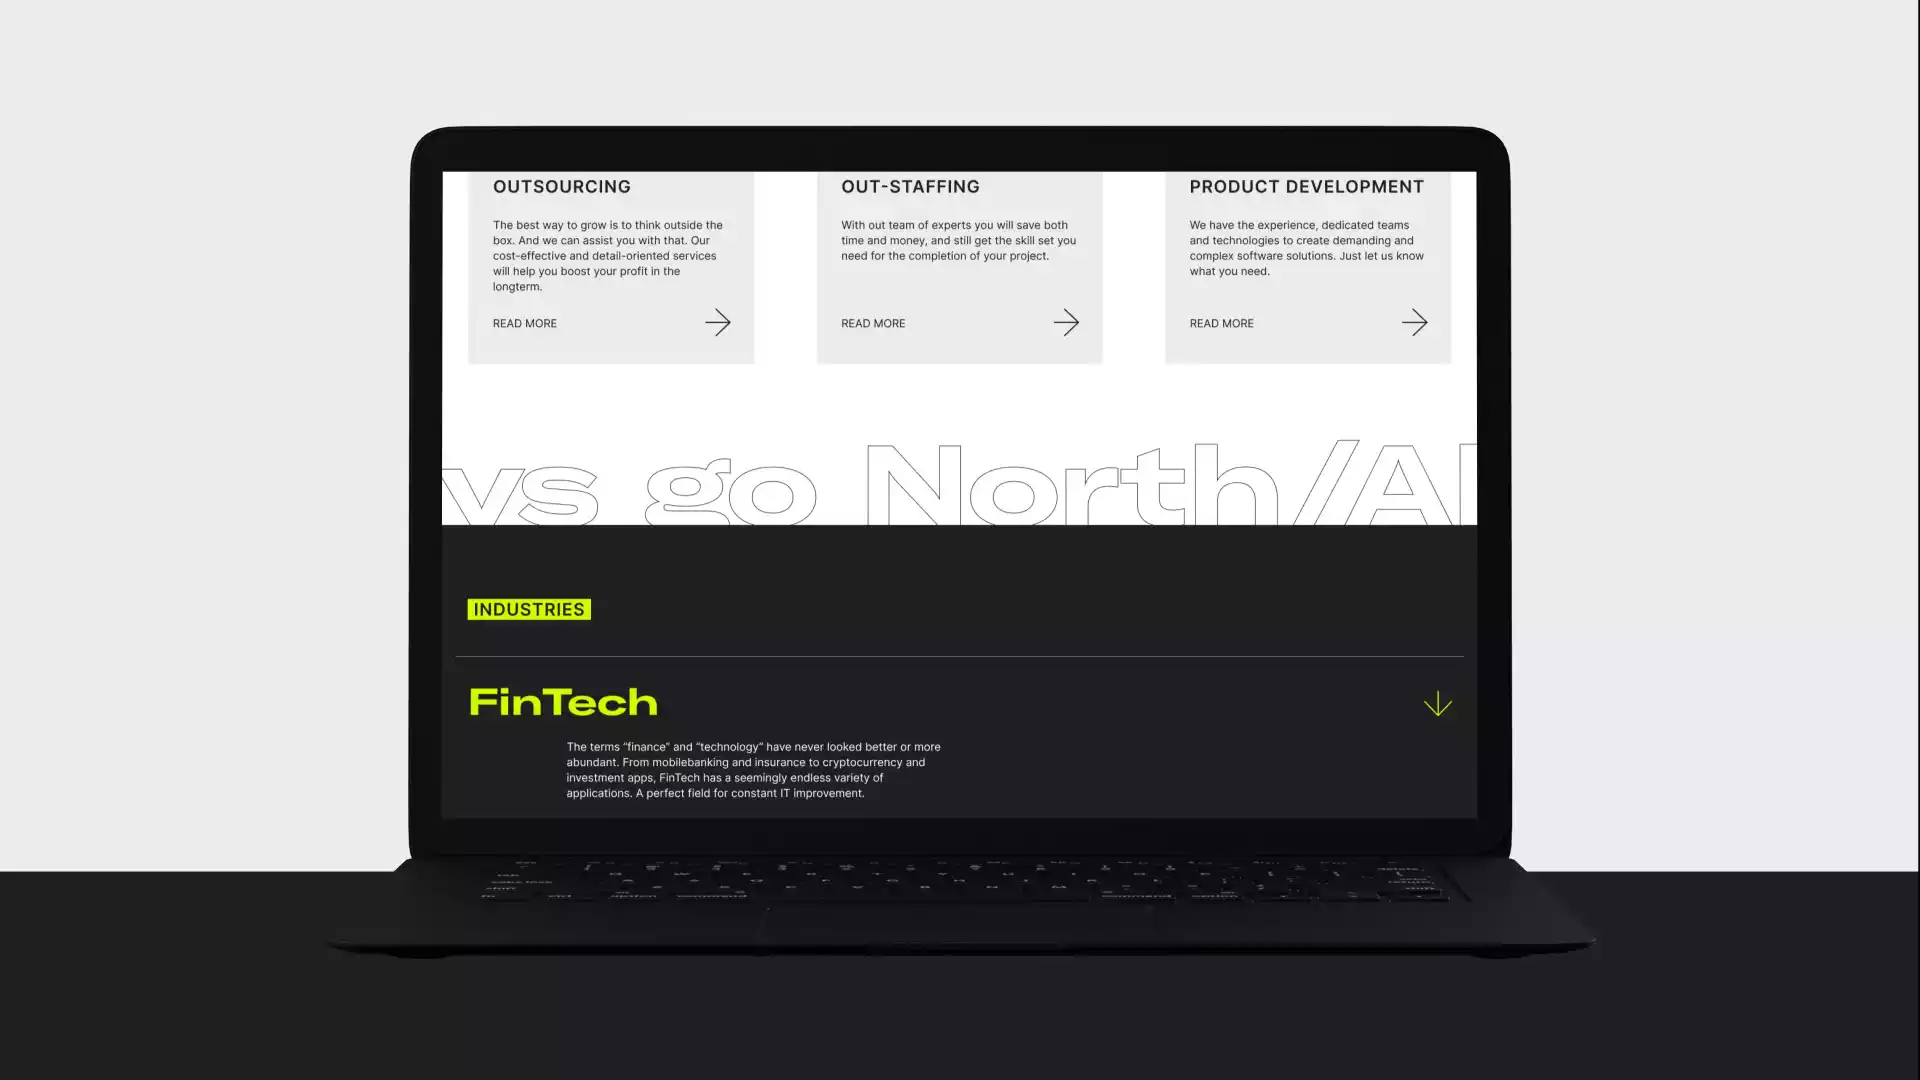 OUTSOURCING
The best way to grow is to think outside the
box. And we can assist you with that. Our
cost-effective and detail-oriented services
will help you boost your profit in the
longterm.
READ MORE
OUT-STAFFING
With out team of experts you will save both
time and money, and still get the skill set you
need for the completion of your project.
READ MORE
PRODUCT DEVELOPMENT
We have the experience, dedicated teams
and technologies to create demanding and
complex software solutions. Just let us know
what you need.
READ MORE
ys go North/Al
INDUSTRIES
FinTech
The terms “finance” and “technology” have never looked better or more
abundant. From mobilebanking and insurance to cryptocurrency and
investment apps, FinTech has a seemingly endless variety of
applications. A perfect field for constant IT improvement.